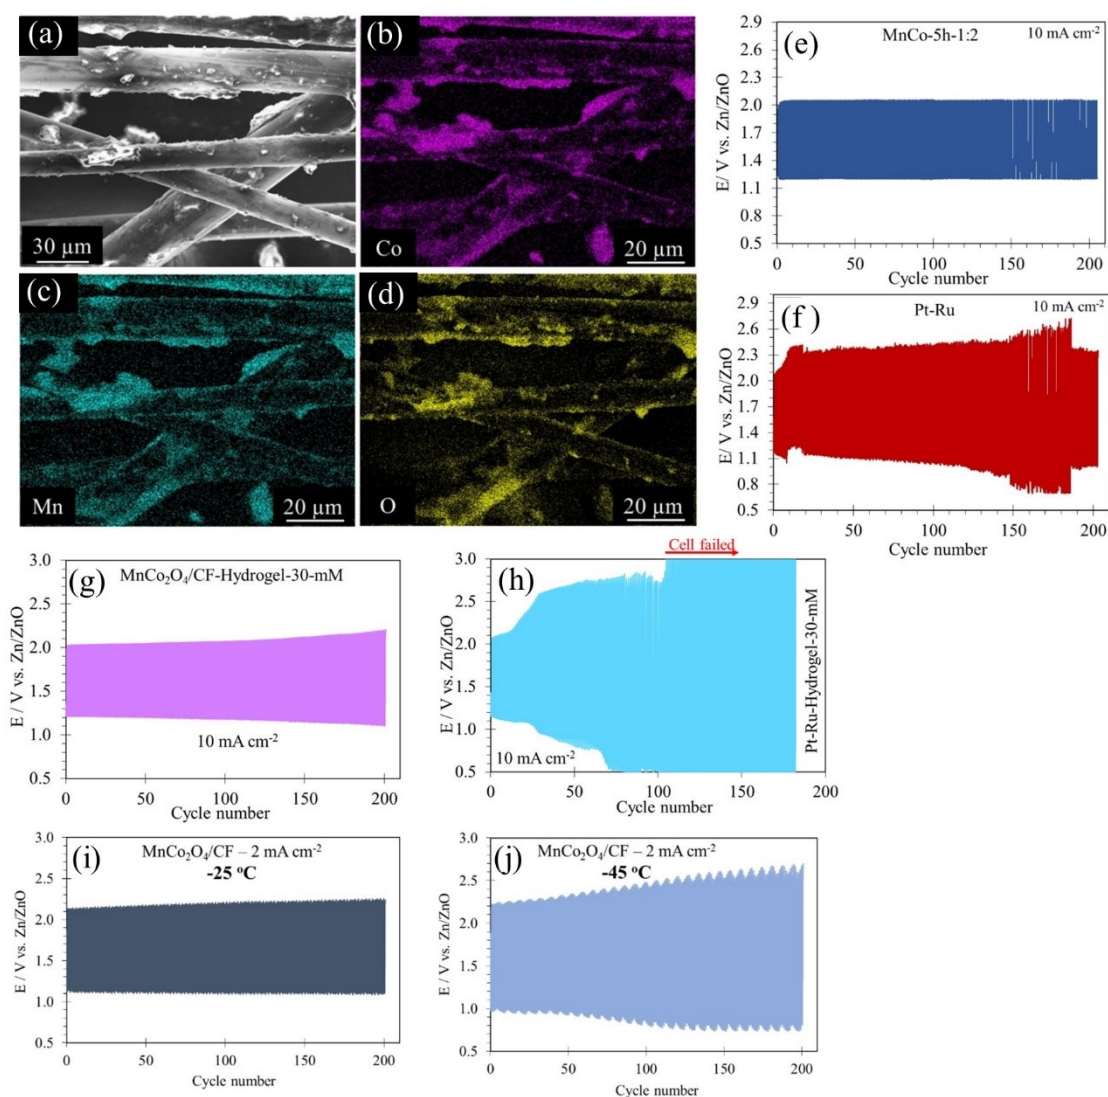 (a)
30 µm
(b)
Co
20 µm
(c)
Mn
20 µm
(d)
O
20 µm
(e)
MnCo-5h-1:2
10 mA cm⁻²
E/ V vs. Zn/ZnO
2.9
2.6
2.3
2.0
1.7
1.4
1.1
0.8
0.5
0 50 100 150 200
Cycle number
(f)
Pt-Ru
10 mA cm⁻²
E/ V vs. Zn/ZnO
2.9
2.6
2.3
2.0
1.7
1.4
1.1
0.8
0.5
0 50 100 150 200
Cycle number
(g)
MnCo₂O₄/CF-Hydrogel-30-mM
10 mA cm⁻²
E / V vs. Zn/ZnO
3.0
2.5
2.0
1.5
1.0
0.5
0 50 100 150 200
Cycle number
(h)
Cell failed
10 mA cm⁻²
Pt-Ru-Hydrogel-30-mM
E / V vs. Zn/ZnO
3.0
2.5
2.0
1.5
1.0
0.5
0 50 100 150 200
Cycle number
(i)
MnCo₂O₄/CF – 2 mA cm⁻²
-25 °C
E / V vs. Zn/ZnO
3.0
2.5
2.0
1.5
1.0
0.5
0 50 100 150 200
Cycle number
(j)
MnCo₂O₄/CF – 2 mA cm⁻²
-45 °C
E / V vs. Zn/ZnO
3.0
2.5
2.0
1.5
1.0
0.5
0 50 100 150 200
Cycle number